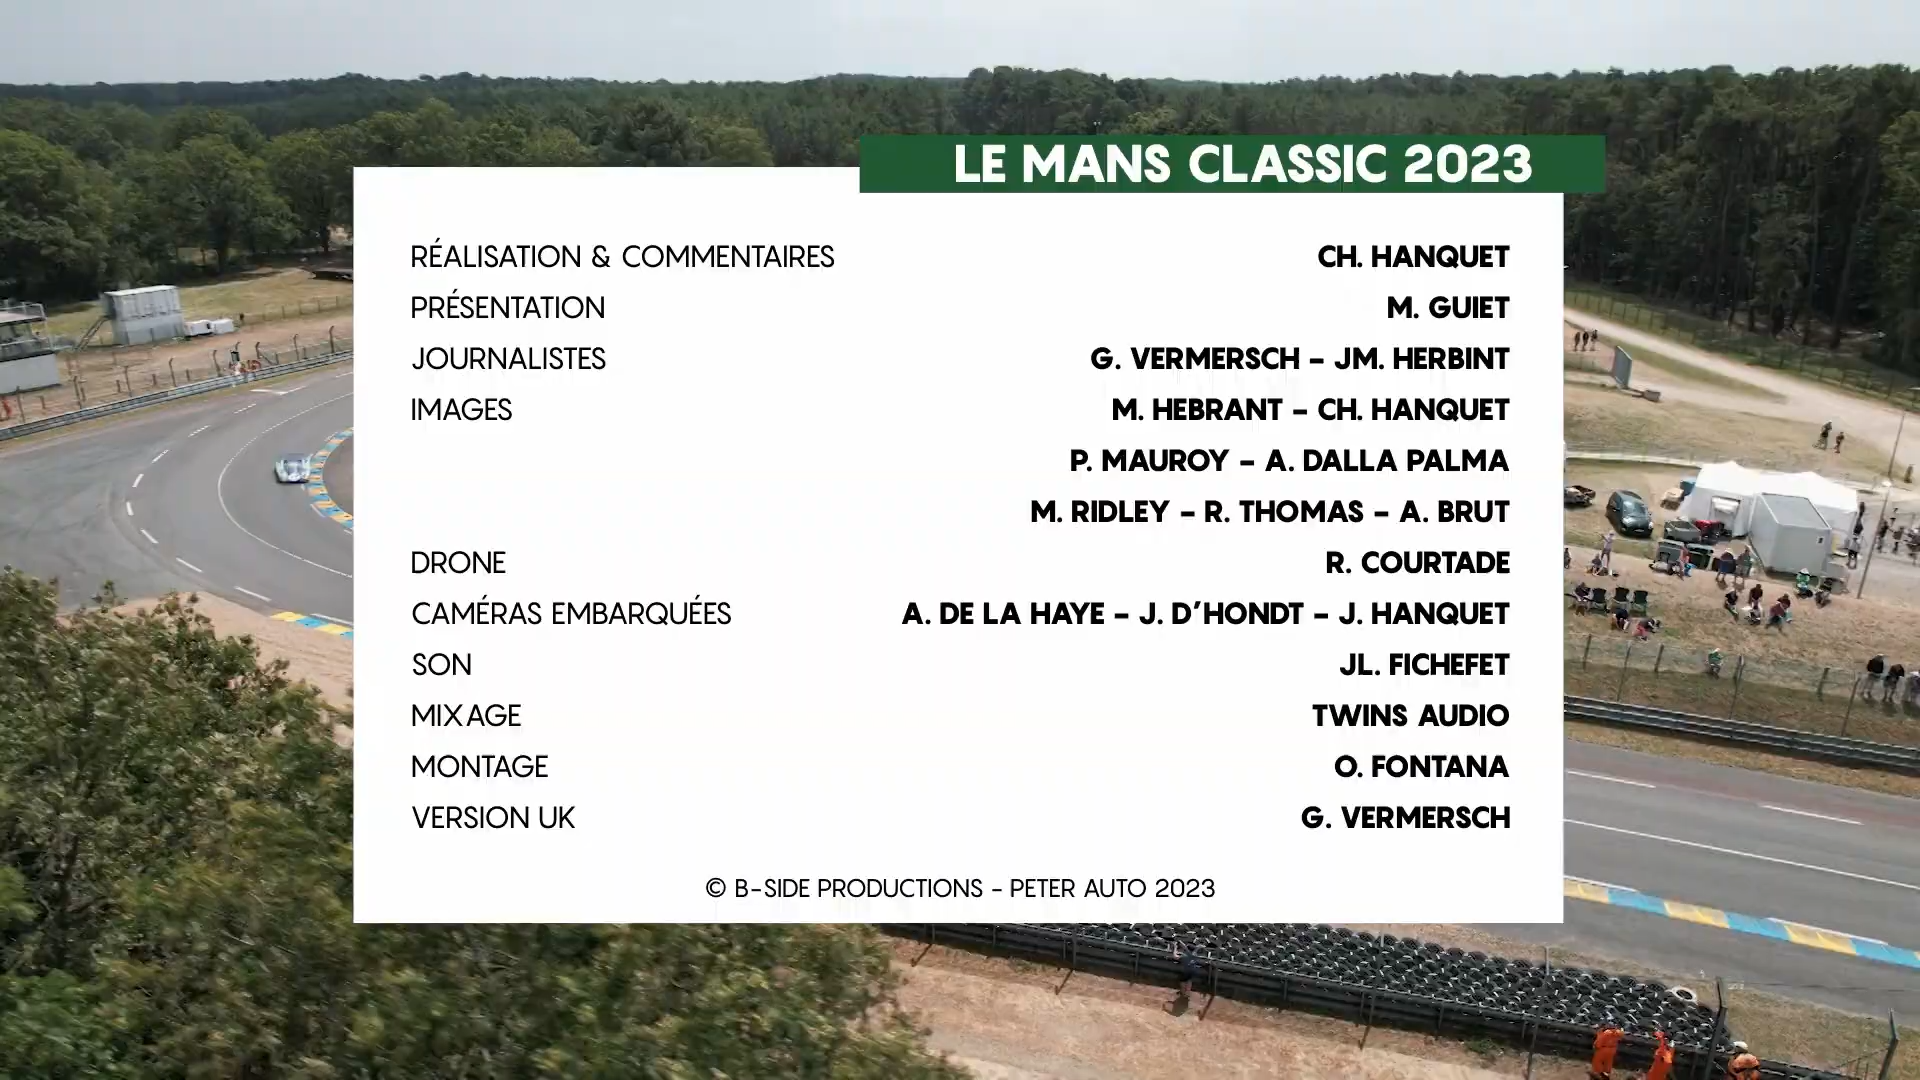 LE MANS CLASSIC 2023
RÉALISATION & COMMENTAIRES CH. HANQUET
PRÉSENTATION M. GUIET
JOURNALISTES G. VERMERSCH – JM. HERBINT
IMAGES M. HEBRANT – CH. HANQUET
P. MAUROY – A. DALLA PALMA
M. RIDLEY – R. THOMAS – A. BRUT
DRONE R. COURTADE
CAMÉRAS EMBARQUÉES A. DE LA HAYE – J. D'HONDT – J. HANQUET
SON JL. FICHEFET
MIXAGE TWINS AUDIO
MONTAGE O. FONTANA
VERSION UK G. VERMERSCH
© B-SIDE PRODUCTIONS - PETER AUTO 2023